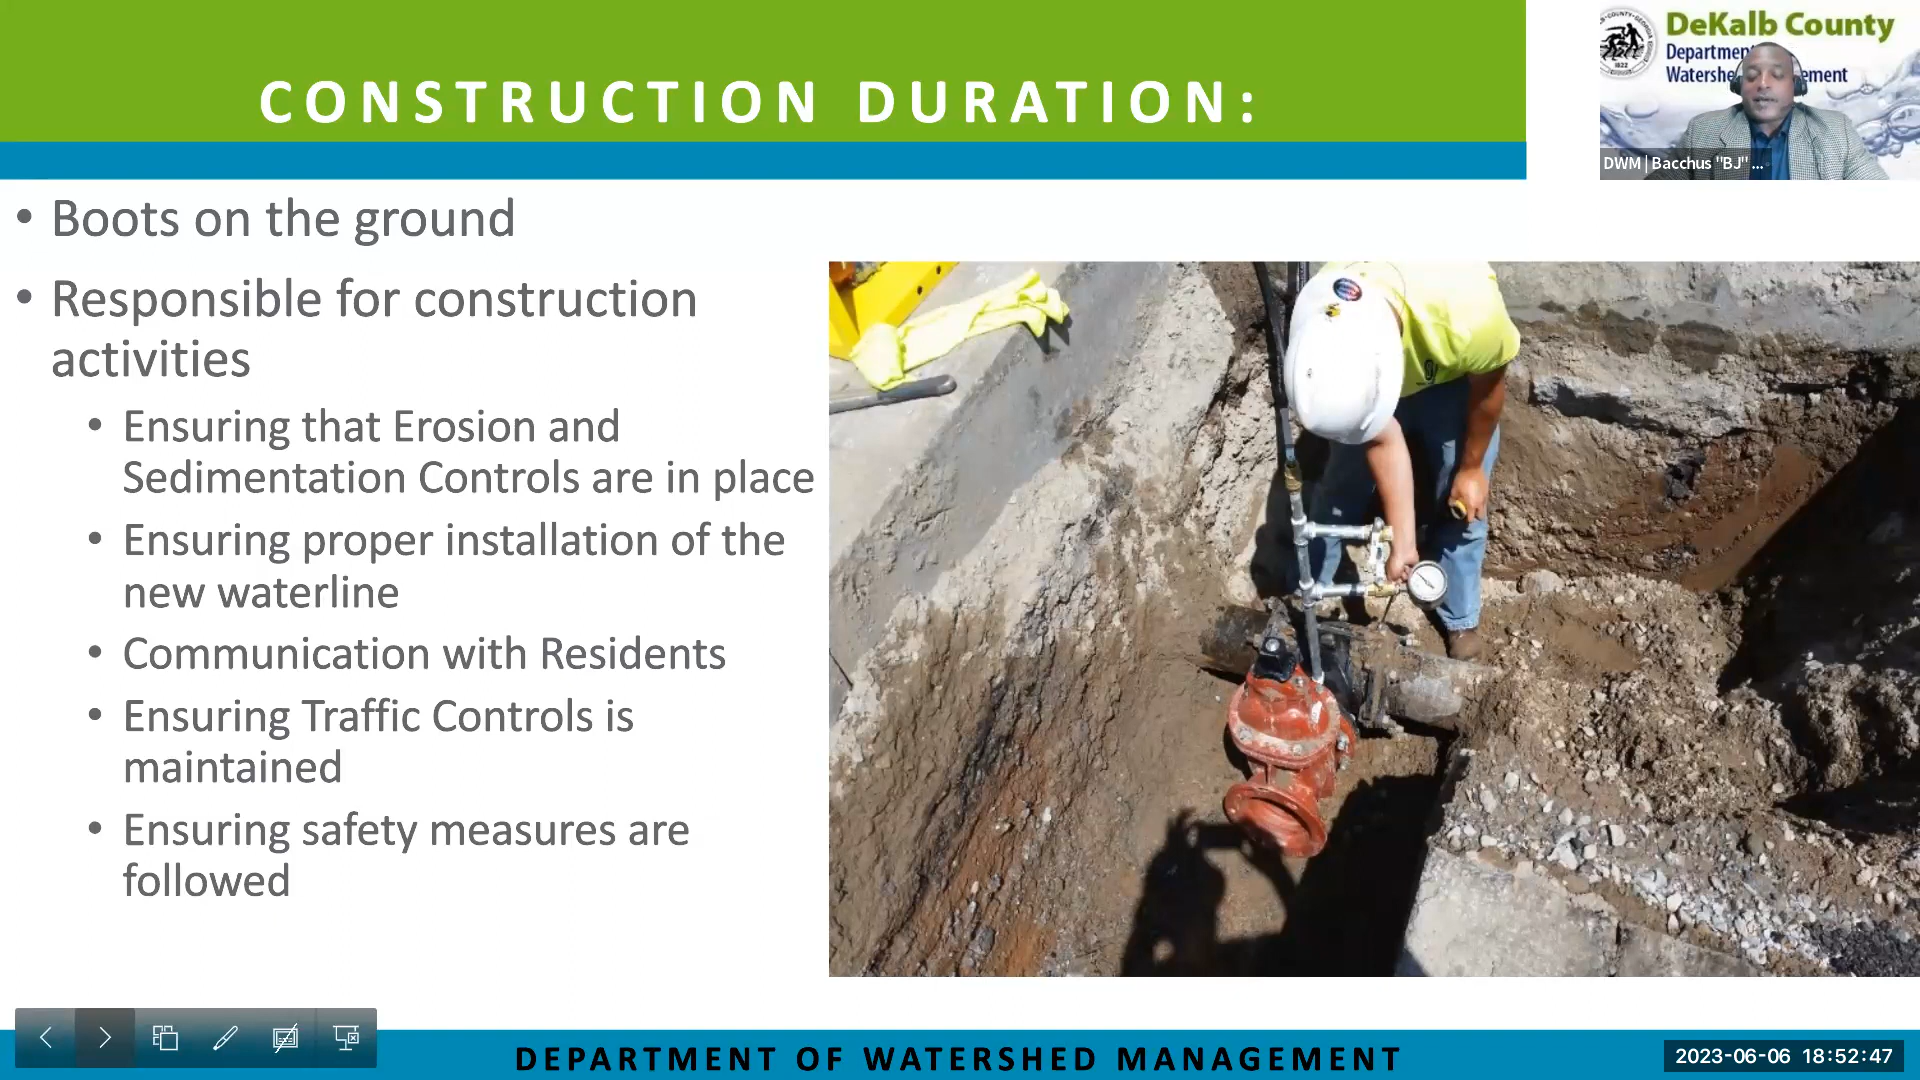 CONSTRUCTION DURATION:
DeKalb County
Department
Watershed Management
DWM | Bacchus "BJ" ...
• Boots on the ground
• Responsible for construction
activities
• Ensuring that Erosion and
Sedimentation Controls are in place
• Ensuring proper installation of the
new waterline
• Communication with Residents
• Ensuring Traffic Controls is
maintained
• Ensuring safety measures are
followed
DEPARTMENT OF WATERSHED MANAGEMENT
2023-06-06 18:52:47